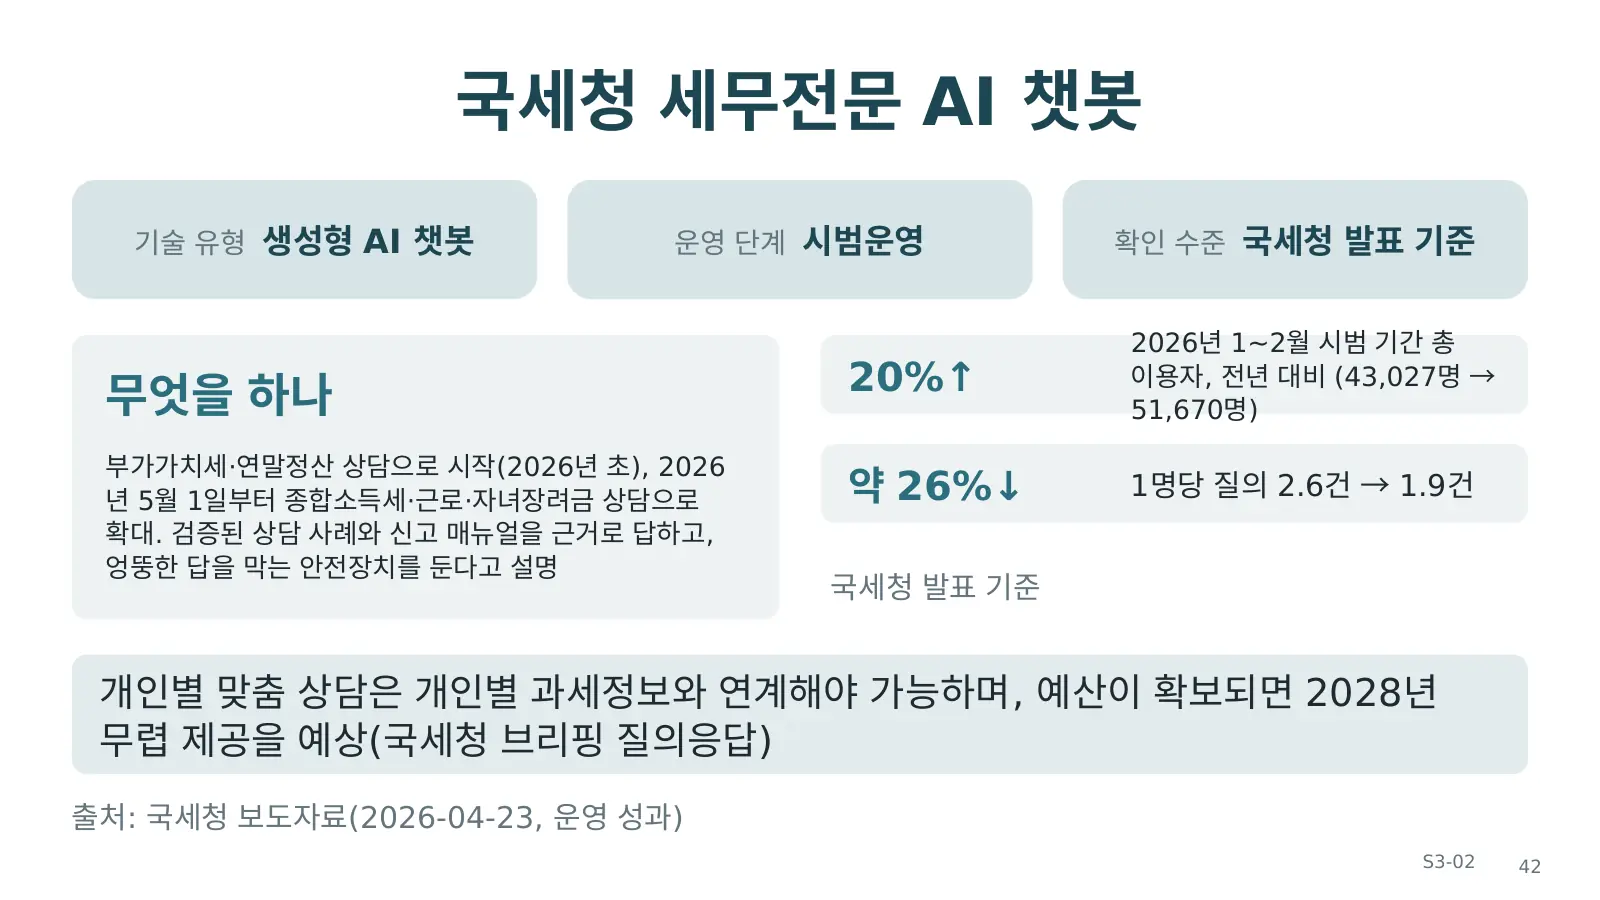 국세청 세무전문 AI 챗봇
기술 유형 생성형 AI 챗봇
운영 단계 시범운영
확인 수준 국세청 발표 기준
무엇을 하나
부가가치세·연말정산 상담으로 시작(2026년 초), 2026
년 5월 1일부터 종합소득세·근로·자녀장려금 상담으로
확대. 검증된 상담 사례와 신고 매뉴얼을 근거로 답하고,
엉뚱한 답을 막는 안전장치를 둔다고 설명
20%↑
2026년 1~2월 시범 기간 총
이용자, 전년 대비 (43,027명 →
51,670명)
약 26%↓
1명당 질의 2.6건 → 1.9건
국세청 발표 기준
개인별 맞춤 상담은 개인별 과세정보와 연계해야 가능하며, 예산이 확보되면 2028년
무렵 제공을 예상(국세청 브리핑 질의응답)
출처: 국세청 보도자료(2026-04-23, 운영 성과)
S3-02
42